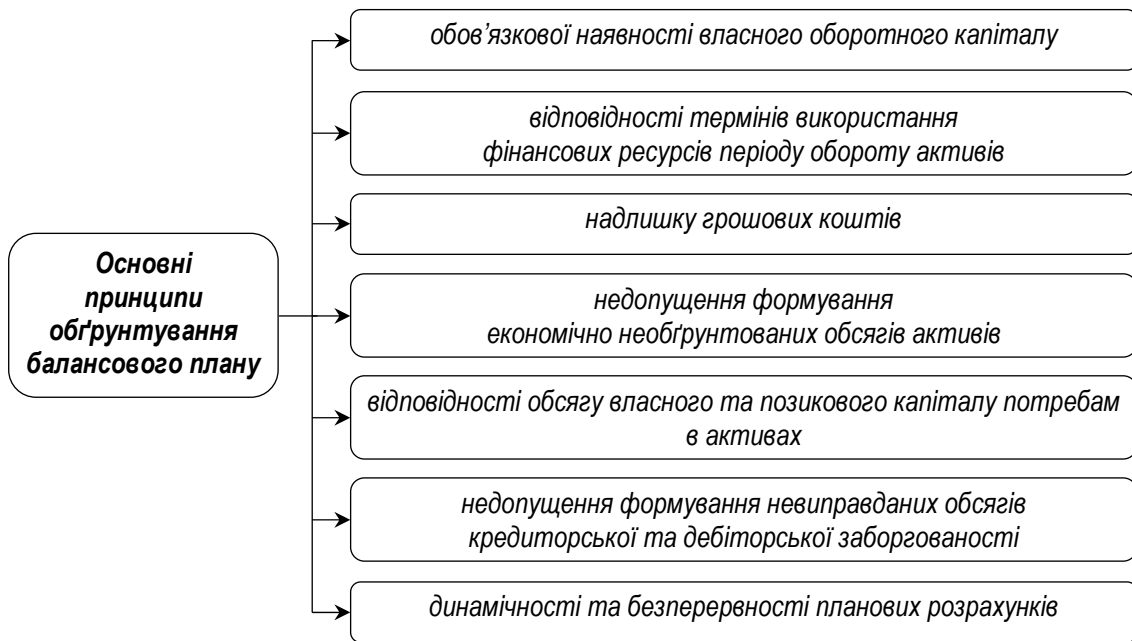 обов’язкової наявності власного оборотного капіталу
відповідності термінів використання
фінансових ресурсів періоду обороту активів
надлишку грошових коштів
Основні
принципи
обґрунтування
балансового плану
недопущення формування
економічно необґрунтованих обсягів активів
відповідності обсягу власного та позикового капіталу потребам
в активах
недопущення формування невиправданих обсягів
кредиторської та дебіторської заборгованості
динамічності та безперервності планових розрахунків